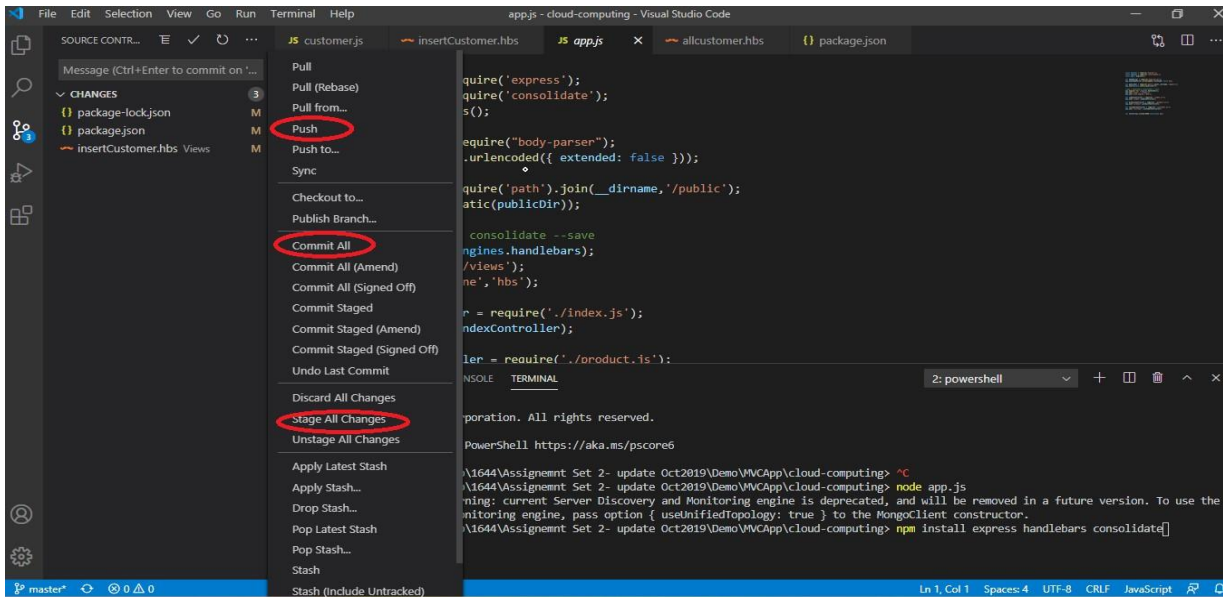 File Edit Selection View Go Run Terminal Help app.js - cloud-computing - Visual Studio Code
SOURCE CONTR...
JS customer.js insertCustomer.hbs JS app.js allcustomer.hbs {} package.json
Message (Ctrl+Enter to commit on '...
CHANGES 3
{} package-lock.json M
{} package.json M
insertCustomer.hbs Views M
3
Pull
Pull (Rebase)
Pull from...
Push
Push to...
Sync
Checkout to...
Publish Branch...
Commit All
Commit All (Amend)
Commit All (Signed Off)
Commit Staged
Commit Staged (Amend)
Commit Staged (Signed Off)
Undo Last Commit
Discard All Changes
Stage All Changes
Unstage All Changes
Apply Latest Stash
Apply Stash...
Drop Stash...
Pop Latest Stash
Pop Stash...
Stash
Stash (Include Untracked)
quire('express');
quire('consolidate');
s();
equire("body-parser");
.urlencoded({ extended: false }));
quire('path').join(__dirname,'/public');
atic(publicDir));
consolidate --save
ngines.handlebars);
/views');
ne','hbs');
r = require('./index.js');
ndexController);
ler = require('./product.js');
NSOLE TERMINAL 2: powershell
poration. All rights reserved.
PowerShell https://aka.ms/pscore6
\1644\Assignemnt Set 2- update Oct2019\Demo\MVCApp\cloud-computing> ^C
\1644\Assignemnt Set 2- update Oct2019\Demo\MVCApp\cloud-computing> node app.js
ning: current Server Discovery and Monitoring engine is deprecated, and will be removed in a future version. To use the
nitoring engine, pass option { useUnifiedTopology: true } to the MongoClient constructor.
\1644\Assignemnt Set 2- update Oct2019\Demo\MVCApp\cloud-computing> npm install express handlebars consolidate
master* 0 0 Ln 1, Col 1 Spaces: 4 UTF-8 CRLF JavaScript